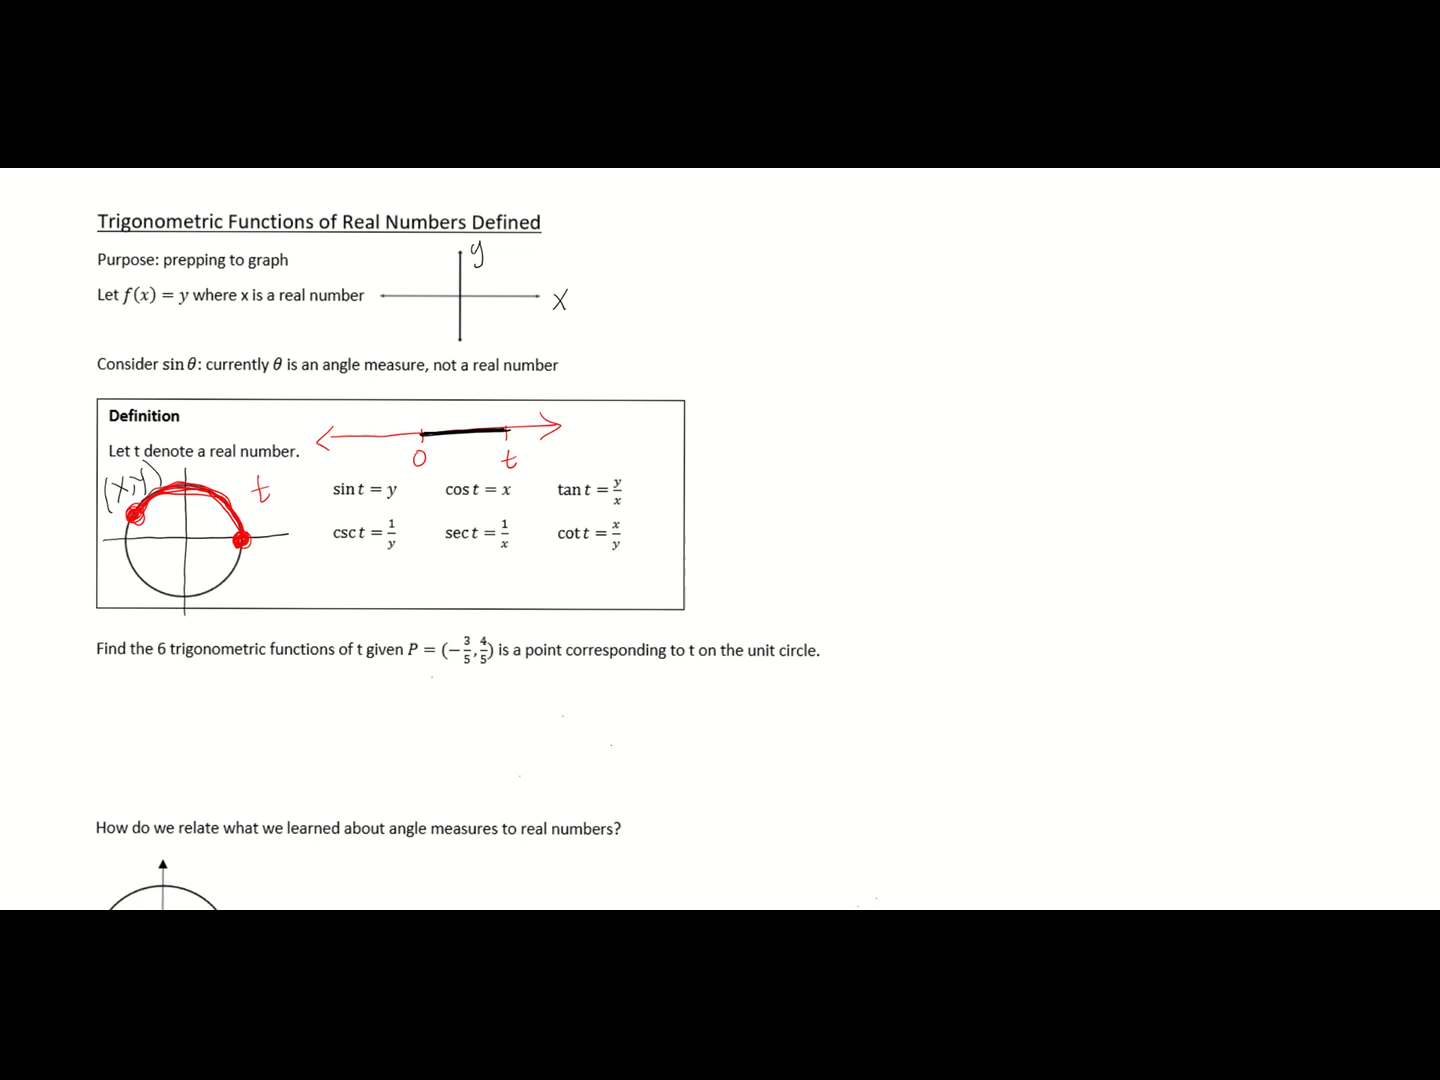 Trigonometric Functions of Real Numbers Defined
Purpose: prepping to graph
y
Let f(x) = y where x is a real number
x
Consider sin θ: currently θ is an angle measure, not a real number
Definition
Let t denote a real number.
0 t
(x,y)
t
sin t = y cos t = x tan t = y/x
csc t = 1/y sec t = 1/x cot t = x/y
Find the 6 trigonometric functions of t given P = (−3/5, 4/5) is a point corresponding to t on the unit circle.
How do we relate what we learned about angle measures to real numbers?